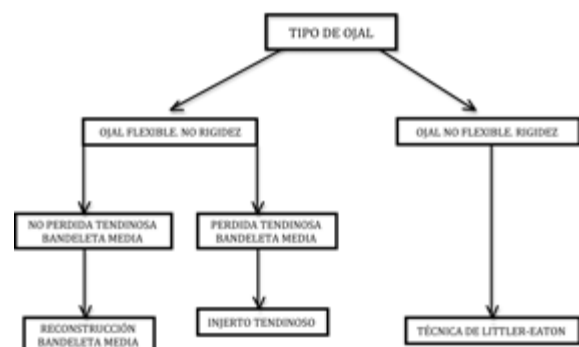 TIPO DE OJAL
OJAL FLEXIBLE. NO RIGIDEZ
OJAL NO FLEXIBLE. RIGIDEZ
NO PERDIDA TENDINOSA
BANDELETA MEDIA
PERDIDA TENDINOSA
BANDELETA MEDIA
RECONSTRUCCIÓN
BANDELETA MEDIA
INJERTO TENDINOSO
TÉCNICA DE LITTLER-EATON